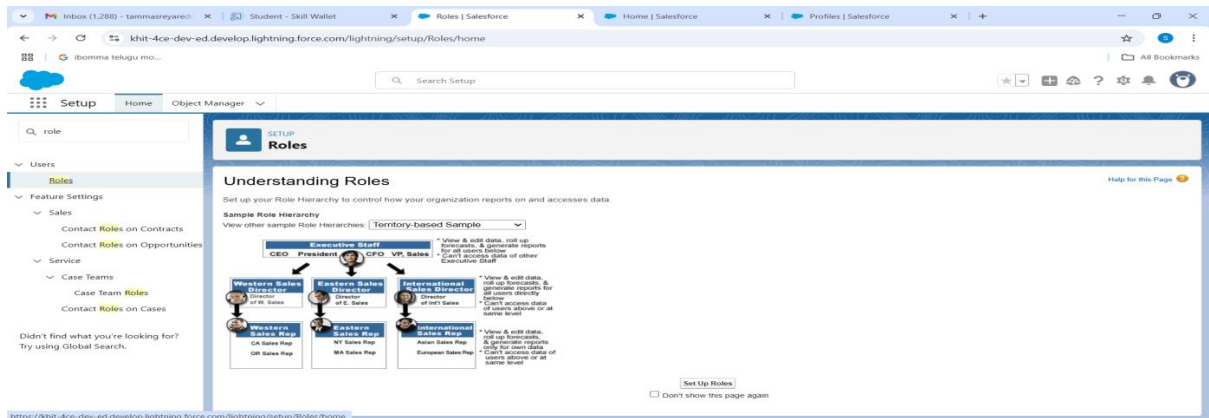 Inbox (1,288) - tammasreyared
Student - Skill Wallet
Roles | Salesforce
Home | Salesforce
Profiles | Salesforce
khit-4ce-dev-ed.develop.lightning.force.com/lightning/setup/Roles/home
S
ibomma telugu mo...
All Bookmarks
Search Setup
Setup
Home
Object Manager
role
SETUP
Roles
Users
Roles
Feature Settings
Sales
Contact Roles on Contracts
Contact Roles on Opportunities
Service
Case Teams
Case Team Roles
Contact Roles on Cases
Didn't find what you're looking for?
Try using Global Search.
Understanding Roles
Help for this Page
Set up your Role Hierarchy to control how your organization reports on and accesses data.
Sample Role Hierarchy
View other sample Role Hierarchies: Territory-based Sample
Executive Staff
CEO President CFO VP, Sales
* View & edit data, roll up
forecasts, & generate reports
for all users below
* Can't access data of other
Executive Staff
Western Sales
Director
Director
of W. Sales
Eastern Sales
Director
Director
of E. Sales
International
Sales Director
Director
of Int'l Sales
* View & edit data,
roll up forecasts, &
generate reports for
all users directly
below
* Can't access data
of users above or at
same level
Western
Sales Rep
CA Sales Rep
OR Sales Rep
Eastern
Sales Rep
NY Sales Rep
MA Sales Rep
International
Sales Rep
Asian Sales Rep
European Sales Rep
* View & edit data,
roll up forecasts,
& generate reports
only for own data
* Can't access data of
users above or at
same level
Set Up Roles
Don't show this page again
https://khit-4ce-dev-ed.develop.lightning.force.com/lightning/setup/Roles/home